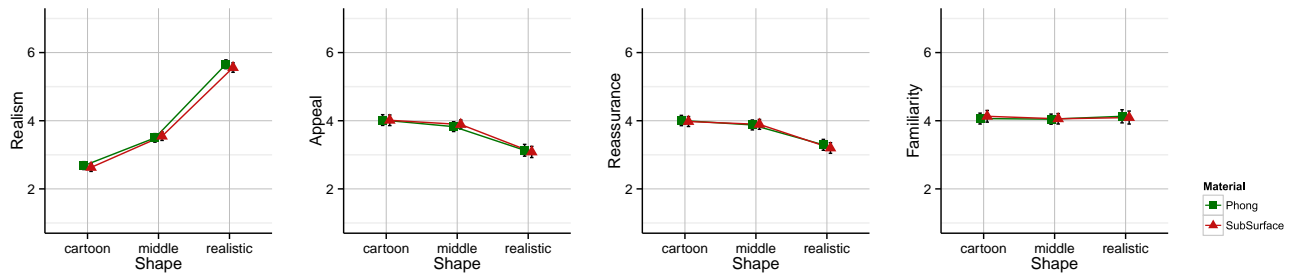 Realism
6
4
2
cartoon middle realistic
Shape
Appeal
6
4
2
cartoon middle realistic
Shape
Reassurance
6
4
2
cartoon middle realistic
Shape
Familiarity
6
4
2
cartoon middle realistic
Shape
Material
Phong
SubSurface